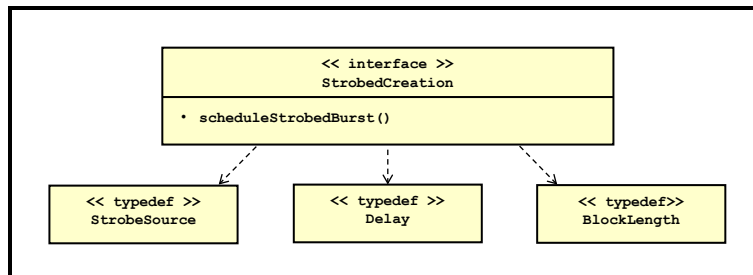 << interface >>
StrobedCreation
• scheduleStrobedBurst()
<< typedef >>
StrobeSource
<< typedef >>
Delay
<< typedef>>
BlockLength